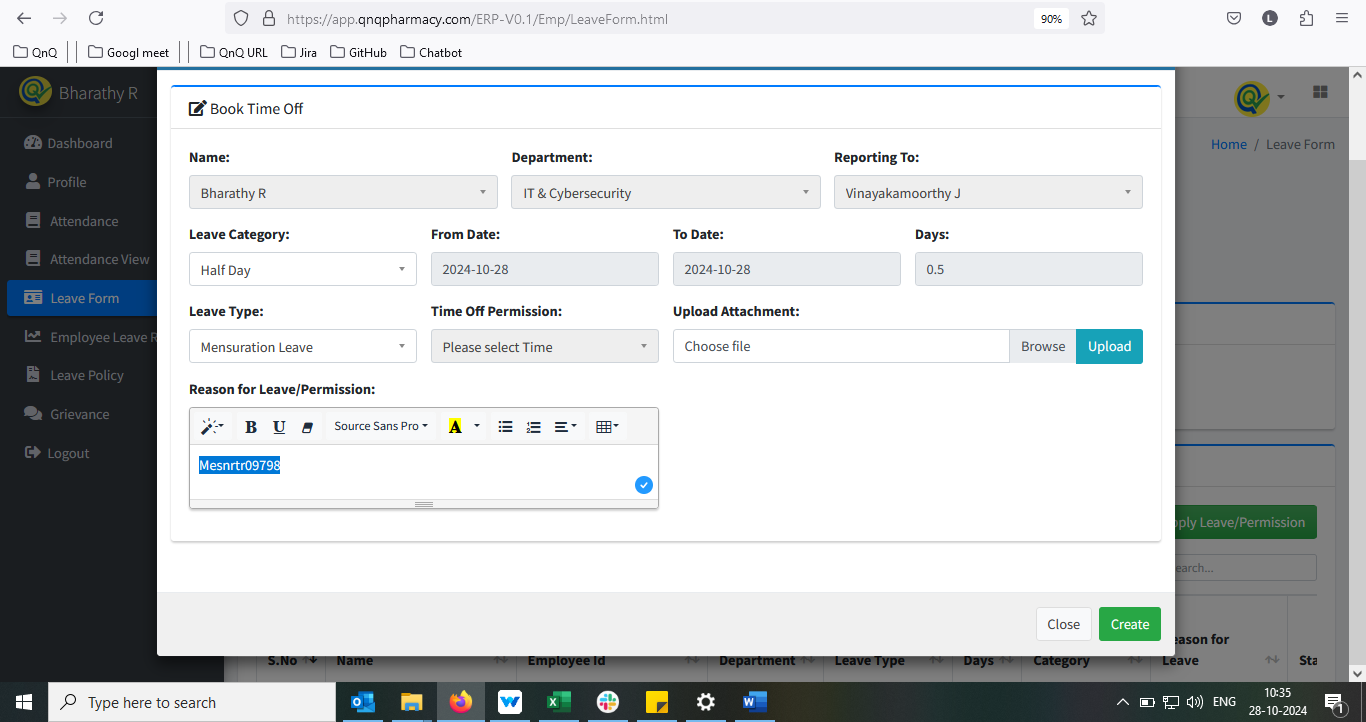 https://app.qnqpharmacy.com/ERP-V0.1/Emp/LeaveForm.html
90%
L
QnQ
Googl meet
QnQ URL
Jira
GitHub
Chatbot
Bharathy R
Dashboard
Profile
Attendance
Attendance View
Leave Form
Employee Leave R
Leave Policy
Grievance
Logout
Home / Leave Form
Book Time Off
Name:
Department:
Reporting To:
Bharathy R
IT & Cybersecurity
Vinayakamoorthy J
Leave Category:
From Date:
To Date:
Days:
Half Day
2024-10-28
2024-10-28
0.5
Leave Type:
Time Off Permission:
Upload Attachment:
Mensuration Leave
Please select Time
Choose file
Browse
Upload
Reason for Leave/Permission:
B
U
Source Sans Pro
A
Mesnrtr09798
Close
Create
pply Leave/Permission
earch...
S.No
Name
Employee Id
Department
Leave Type
Days
Category
eason for
Leave
Sta
Type here to search
ENG
10:35
28-10-2024
1